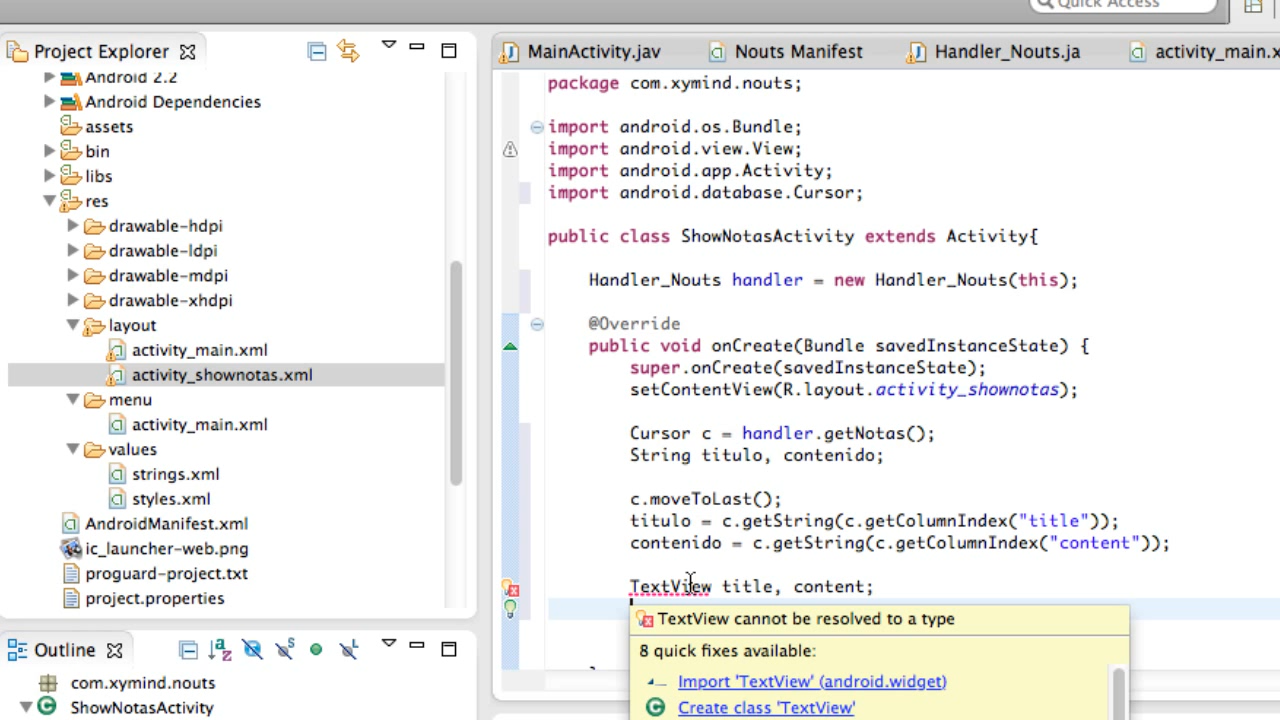 Quick Access
Project Explorer
Android 2.2
Android Dependencies
assets
bin
libs
res
drawable-hdpi
drawable-ldpi
drawable-mdpi
drawable-xhdpi
layout
activity_main.xml
activity_shownotas.xml
menu
activity_main.xml
values
strings.xml
styles.xml
AndroidManifest.xml
ic_launcher-web.png
proguard-project.txt
project.properties
Outline
com.xymind.nouts
ShowNotasActivity
MainActivity.jav
Nouts Manifest
Handler_Nouts.ja
activity_main.x
package com.xymind.nouts;
import android.os.Bundle;
import android.view.View;
import android.app.Activity;
import android.database.Cursor;
public class ShowNotasActivity extends Activity{
Handler_Nouts handler = new Handler_Nouts(this);
@Override
public void onCreate(Bundle savedInstanceState) {
super.onCreate(savedInstanceState);
setContentView(R.layout.activity_shownotas);
Cursor c = handler.getNotas();
String titulo, contenido;
c.moveToLast();
titulo = c.getString(c.getColumnIndex("title"));
contenido = c.getString(c.getColumnIndex("content"));
TextView title, content;
TextView cannot be resolved to a type
8 quick fixes available:
Import 'TextView' (android.widget)
Create class 'TextView'
}